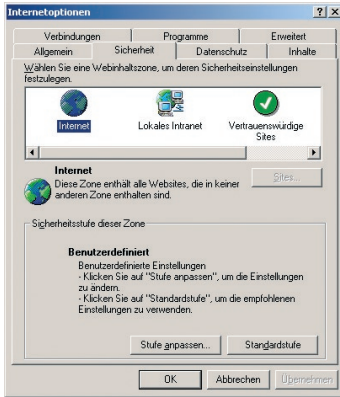 Internetoptionen
Verbindungen Programme Erweitert
Allgemein Sicherheit Datenschutz Inhalte
Wählen Sie eine Webinhaltszone, um deren Sicherheitseinstellungen
festzulegen.
Internet Lokales Intranet Vertrauenswürdige
Sites
Internet
Sites...
Diese Zone enthält alle Websites, die in keiner
anderen Zone enthalten sind.
Sicherheitsstufe dieser Zone
Benutzerdefiniert
Benutzerdefinierte Einstellungen
- Klicken Sie auf "Stufe anpassen", um die Einstellungen
zu ändern.
- Klicken Sie auf "Standardstufe", um die empfohlenen
Einstellungen zu verwenden.
Stufe anpassen... Standardstufe
OK Abbrechen Übernehmen